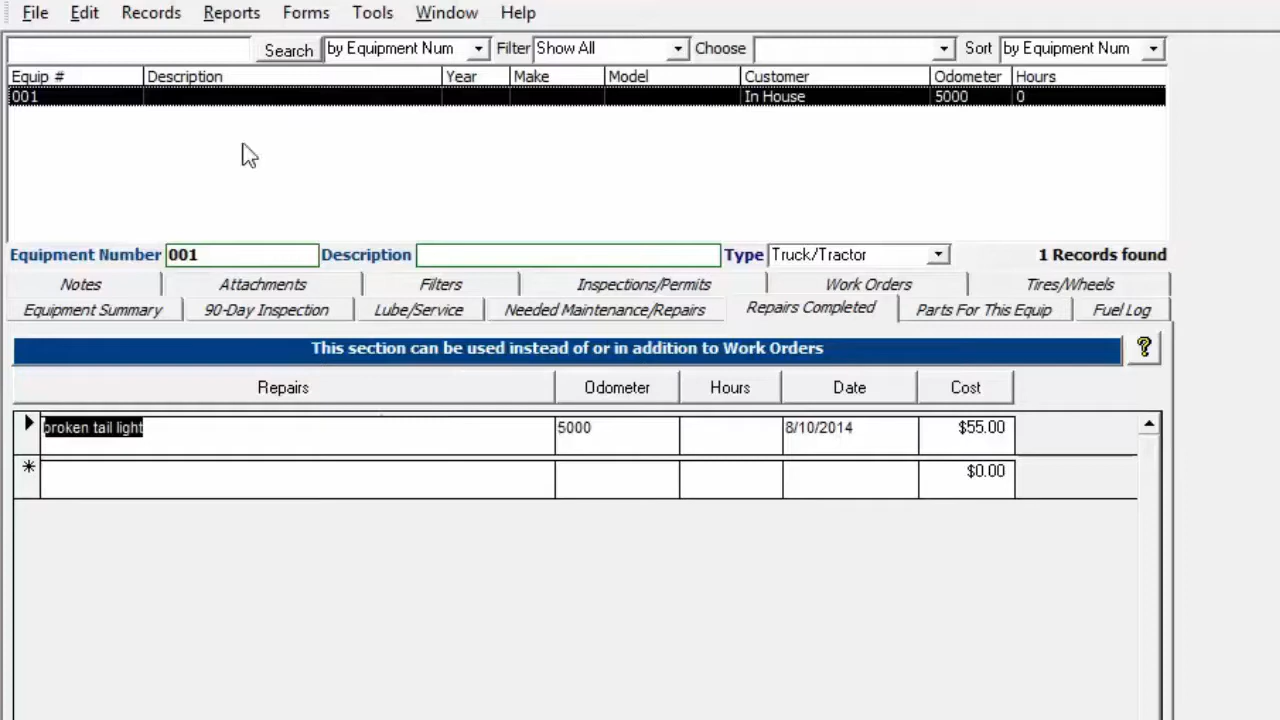 File Edit Records Reports Forms Tools Window Help
Search by Equipment Num Filter Show All Choose Sort by Equipment Num
Equip # Description Year Make Model Customer Odometer Hours
001 In House 5000 0
Equipment Number 001 Description Type Truck/Tractor 1 Records found
Notes Attachments Filters Inspections/Permits Work Orders Tires/Wheels
Equipment Summary 90-Day Inspection Lube/Service Needed Maintenance/Repairs Repairs Completed Parts For This Equip Fuel Log
This section can be used instead of or in addition to Work Orders ?
Repairs Odometer Hours Date Cost
broken tail light 5000 8/10/2014 $55.00
* $0.00